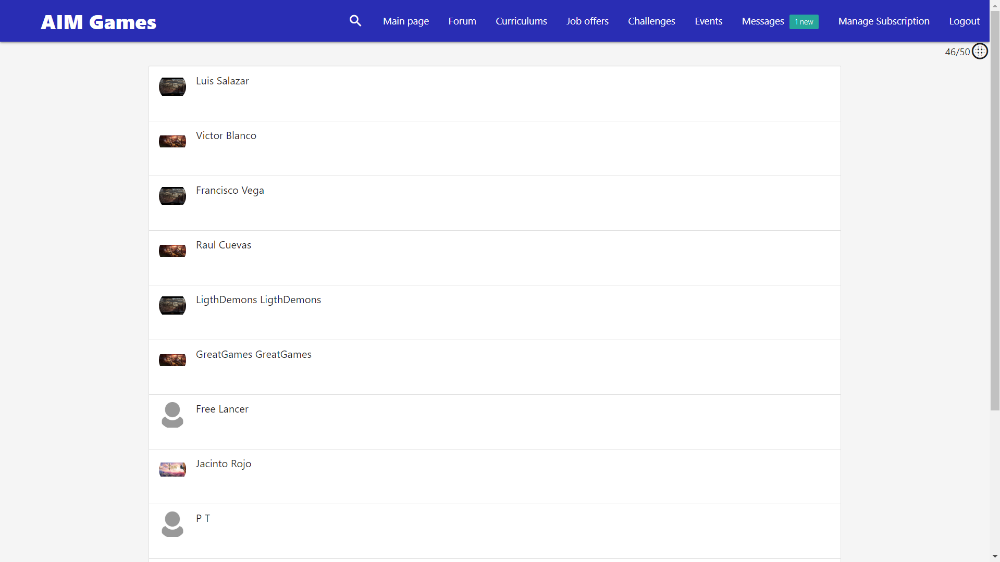 AIM Games
Main page
Forum
Curriculums
Job offers
Challenges
Events
Messages 1 new
Manage Subscription
Logout
46/50
Luis Salazar
Victor Blanco
Francisco Vega
Raul Cuevas
LigthDemons LigthDemons
GreatGames GreatGames
Free Lancer
Jacinto Rojo
P T